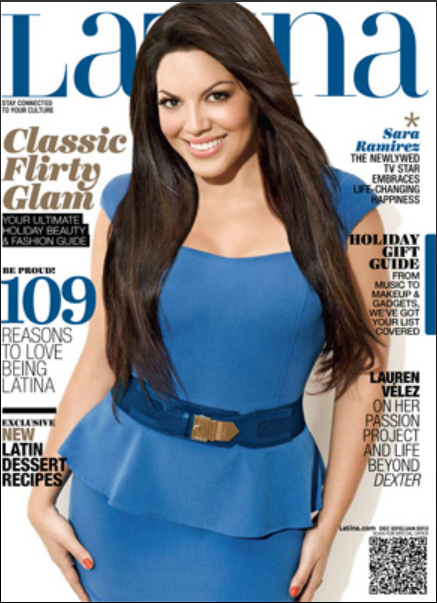 Latina
STAY CONNECTED
TO YOUR CULTURE
Classic
Flirty
Glam
YOUR ULTIMATE
HOLIDAY BEAUTY
& FASHION GUIDE
BE PROUD!
109
REASONS
TO LOVE
BEING
LATINA
EXCLUSIVE
NEW
LATIN
DESSERT
RECIPES
*
Sara
Ramirez
THE NEWLYWED
TV STAR
EMBRACES
LIFE-CHANGING
HAPPINESS
HOLIDAY
GIFT
GUIDE
FROM
MUSIC TO
MAKEUP &
GADGETS,
WE'VE GOT
YOUR LIST
COVERED
LAUREN
VÉLEZ
ON HER
PASSION
PROJECT
AND LIFE
BEYOND
DEXTER
Latina.com DEC 2012/JAN 2013